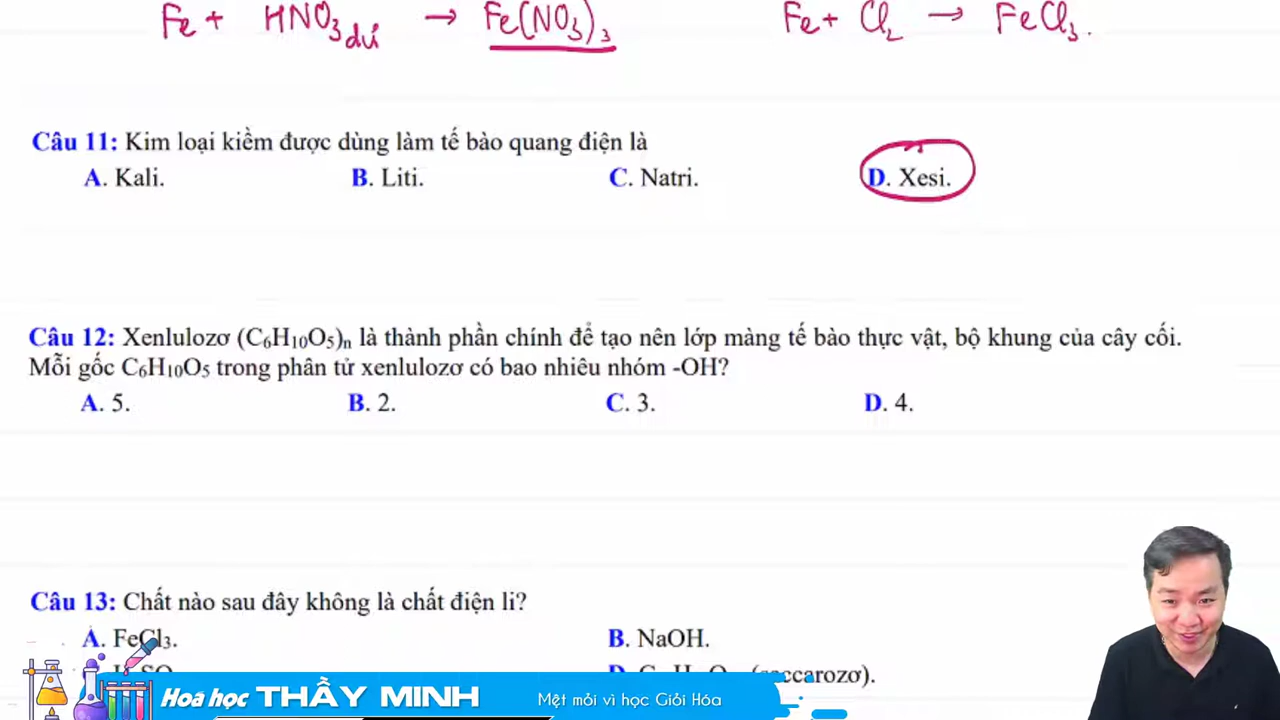 Fe + HNO₃ dư → Fe(NO₃)₃ Fe + Cl₂ → FeCl₃.
Câu 11: Kim loại kiềm được dùng làm tế bào quang điện là
A. Kali. B. Liti. C. Natri. D. Xesi.
Câu 12: Xenlulozơ (C₆H₁₀O₅)ₙ là thành phần chính để tạo nên lớp màng tế bào thực vật, bộ khung của cây cối.
Mỗi gốc C₆H₁₀O₅ trong phân tử xenlulozơ có bao nhiêu nhóm -OH?
A. 5. B. 2. C. 3. D. 4.
Câu 13: Chất nào sau đây không là chất điện li?
A. FeCl₃. B. NaOH.
Hoá học THẦY MINH Mệt mỏi vì học Giỏi Hóa